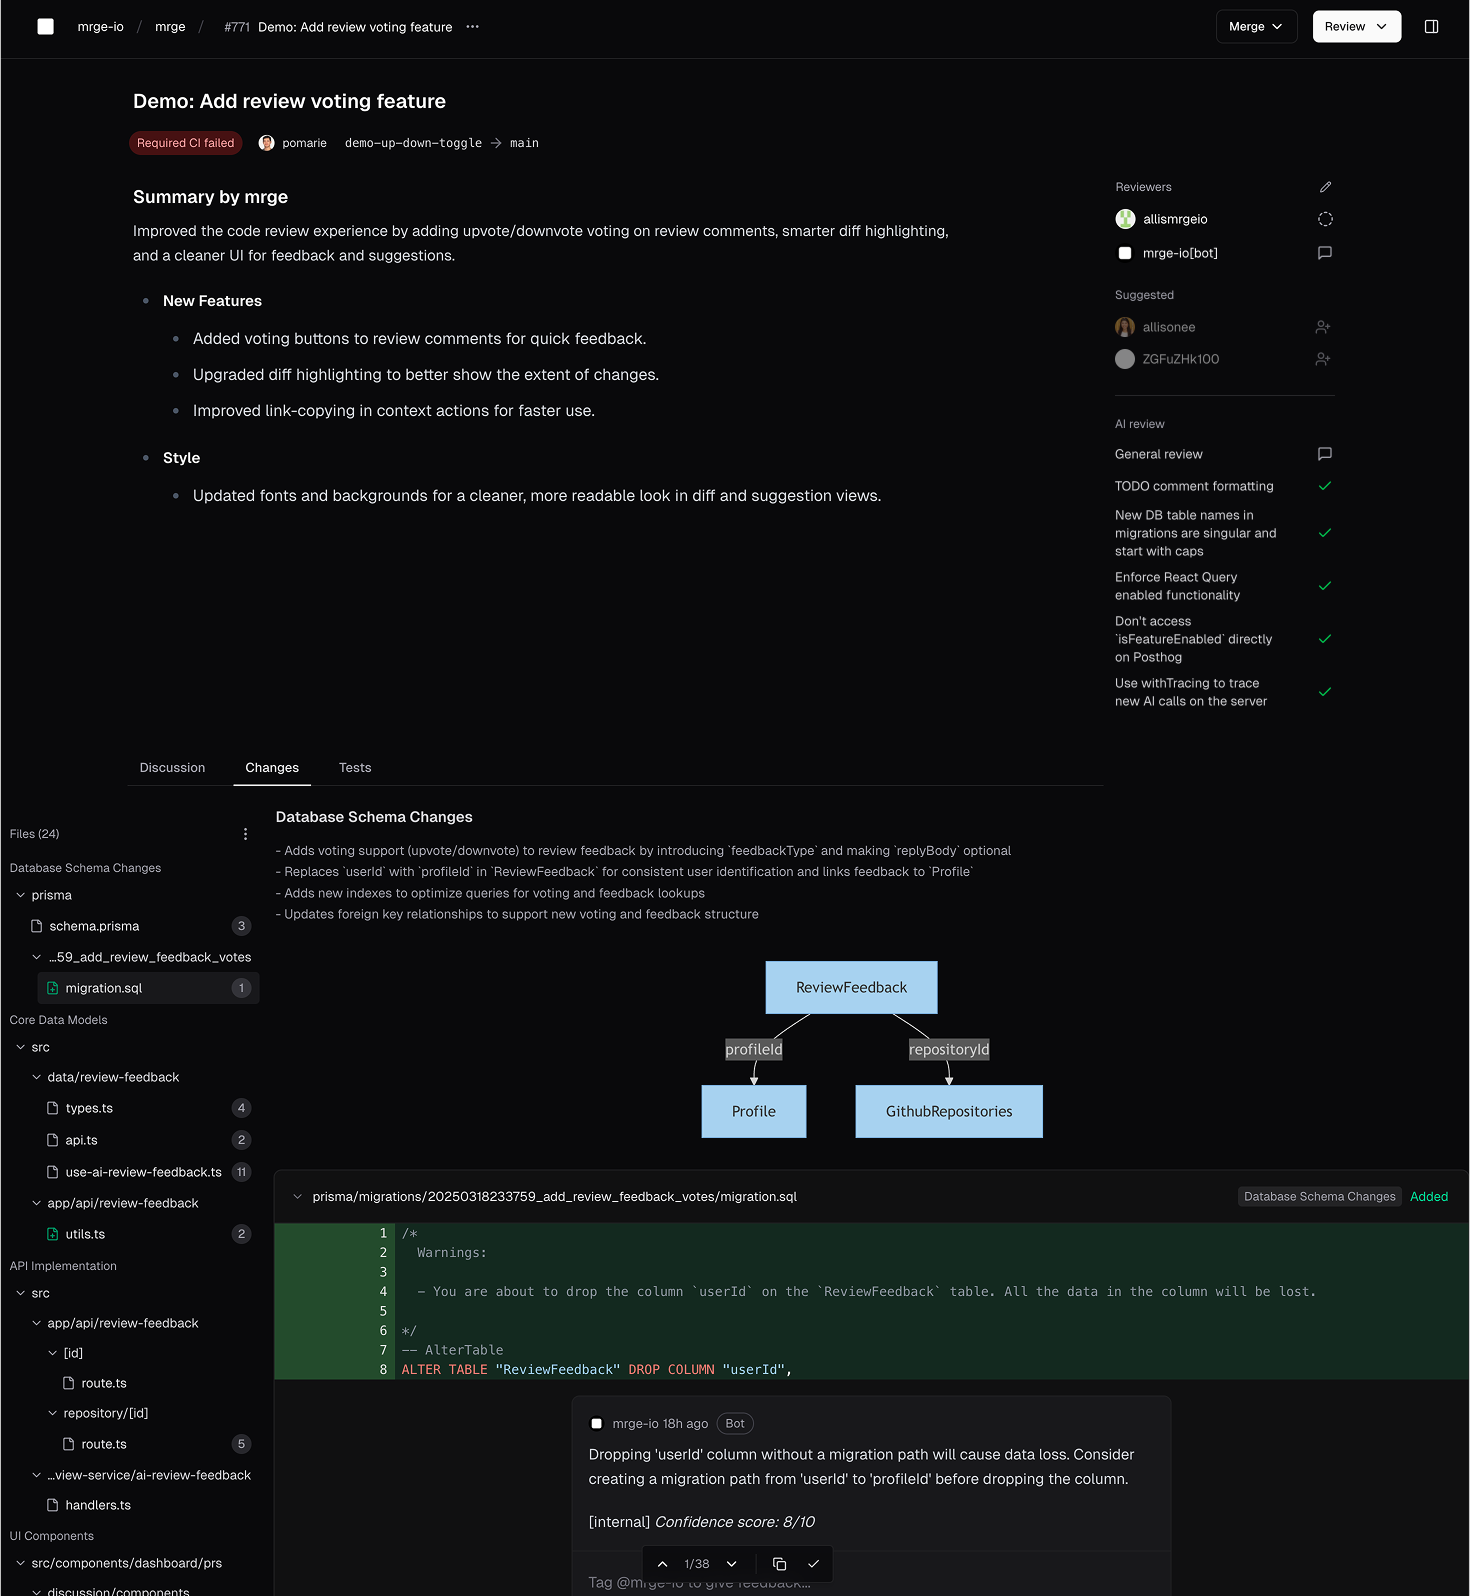 mrge-io / mrge / #771 Demo: Add review voting feature ···
Merge
Review
Demo: Add review voting feature
Required CI failed pomarie demo-up-down-toggle → main
Summary by mrge
Improved the code review experience by adding upvote/downvote voting on review comments, smarter diff highlighting,
and a cleaner UI for feedback and suggestions.
New Features
Added voting buttons to review comments for quick feedback.
Upgraded diff highlighting to better show the extent of changes.
Improved link-copying in context actions for faster use.
Style
Updated fonts and backgrounds for a cleaner, more readable look in diff and suggestion views.
Reviewers
allismrgeio
mrge-io[bot]
Suggested
allisonee
ZGFuZHk100
AI review
General review
TODO comment formatting
New DB table names in
migrations are singular and
start with caps
Enforce React Query
enabled functionality
Don't access
`isFeatureEnabled` directly
on Posthog
Use withTracing to trace
new AI calls on the server
Discussion
Changes
Tests
Files (24)
Database Schema Changes
prisma
schema.prisma 3
...59_add_review_feedback_votes
migration.sql 1
Core Data Models
src
data/review-feedback
types.ts 4
api.ts 2
use-ai-review-feedback.ts 11
app/api/review-feedback
utils.ts 2
API Implementation
src
app/api/review-feedback
[id]
route.ts
repository/[id]
route.ts 5
...view-service/ai-review-feedback
handlers.ts
UI Components
src/components/dashboard/prs
discussion/components
Database Schema Changes
- Adds voting support (upvote/downvote) to review feedback by introducing `feedbackType` and making `replyBody` optional
- Replaces `userId` with `profileId` in `ReviewFeedback` for consistent user identification and links feedback to `Profile`
- Adds new indexes to optimize queries for voting and feedback lookups
- Updates foreign key relationships to support new voting and feedback structure
ReviewFeedback
profileId
repositoryId
Profile
GithubRepositories
prisma/migrations/20250318233759_add_review_feedback_votes/migration.sql
Database Schema Changes Added
1 /*
2 Warnings:
3
4 - You are about to drop the column `userId` on the `ReviewFeedback` table. All the data in the column will be lost.
5
6 */
7 -- AlterTable
8 ALTER TABLE "ReviewFeedback" DROP COLUMN "userId",
mrge-io 18h ago Bot
Dropping 'userId' column without a migration path will cause data loss. Consider
creating a migration path from 'userId' to 'profileId' before dropping the column.
[internal] Confidence score: 8/10
1/38
Tag @mrge-io to give feedback...